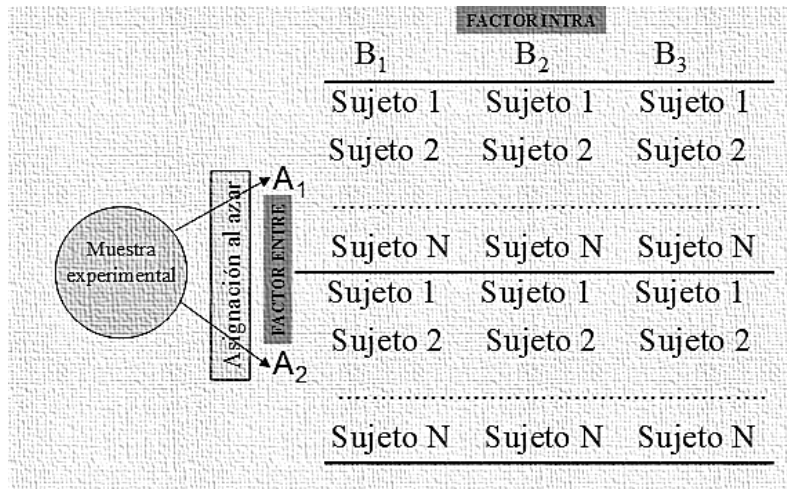 FACTOR INTRA
B1 B2 B3
Sujeto 1 Sujeto 1 Sujeto 1
Sujeto 2 Sujeto 2 Sujeto 2
Sujeto N Sujeto N Sujeto N
Sujeto 1 Sujeto 1 Sujeto 1
Sujeto 2 Sujeto 2 Sujeto 2
Sujeto N Sujeto N Sujeto N
Muestra
experimental
Asignación al azar
A1
FACTOR ENTRE
A2